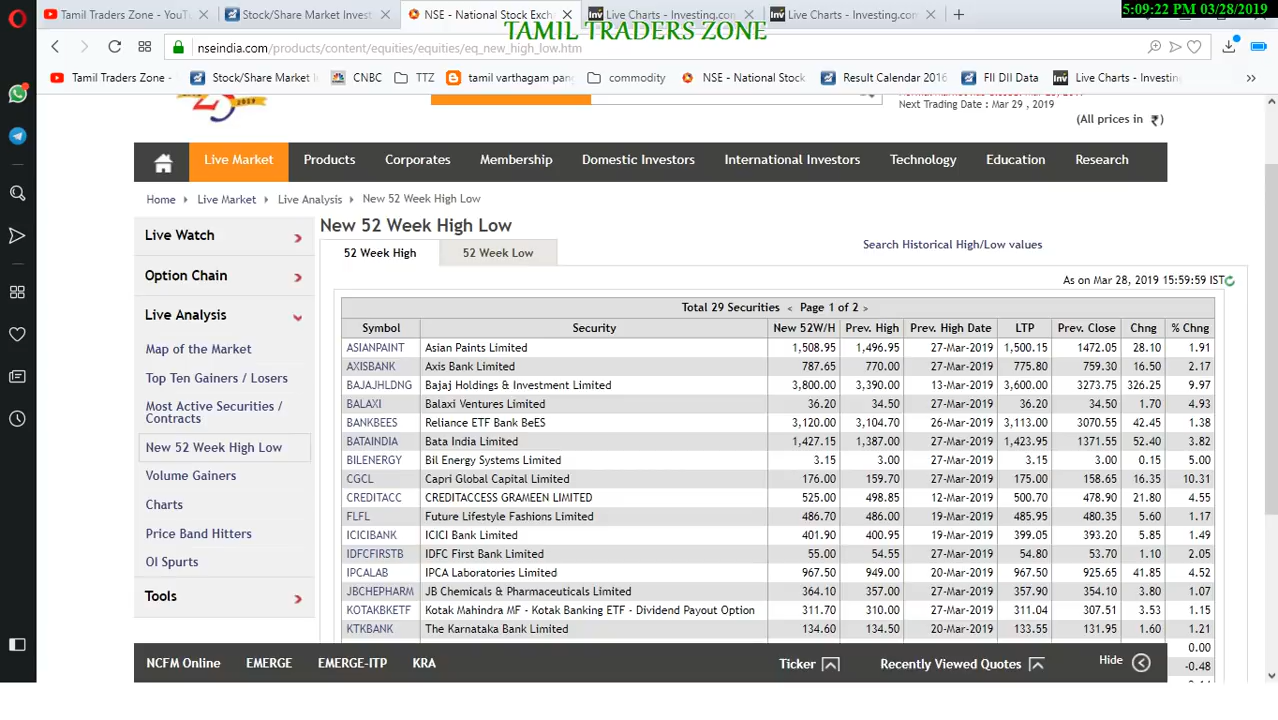 Tamil Traders Zone - YouT
Stock/Share Market Invest
NSE - National Stock Exch
Live Charts - Investing.com
Live Charts - Investing.com
5:09:22 PM 03/28/2019
TAMIL TRADERS ZONE
nseindia.com/products/content/equities/equities/eq_new_high_low.htm
Tamil Traders Zone -
Stock/Share Market I
CNBC
TTZ
tamil varthagam pan
commodity
NSE - National Stock
Result Calendar 2016
FII DII Data
Live Charts - Investin
Next Trading Date : Mar 29 , 2019
(All prices in ₹)
Live Market Products Corporates Membership Domestic Investors International Investors Technology Education Research
Home Live Market Live Analysis New 52 Week High Low
Live Watch
Option Chain
Live Analysis
Map of the Market
Top Ten Gainers / Losers
Most Active Securities /
Contracts
New 52 Week High Low
Volume Gainers
Charts
Price Band Hitters
OI Spurts
Tools
New 52 Week High Low
52 Week High 52 Week Low
Search Historical High/Low values
As on Mar 28, 2019 15:59:59 IST
Total 29 Securities < Page 1 of 2 >
Symbol Security New 52W/H Prev. High Prev. High Date LTP Prev. Close Chng % Chng
ASIANPAINT Asian Paints Limited 1,508.95 1,496.95 27-Mar-2019 1,500.15 1472.05 28.10 1.91
AXISBANK Axis Bank Limited 787.65 770.00 27-Mar-2019 775.80 759.30 16.50 2.17
BAJAJHLDNG Bajaj Holdings & Investment Limited 3,800.00 3,390.00 13-Mar-2019 3,600.00 3273.75 326.25 9.97
BALAXI Balaxi Ventures Limited 36.20 34.50 27-Mar-2019 36.20 34.50 1.70 4.93
BANKBEES Reliance ETF Bank BeES 3,120.00 3,104.70 26-Mar-2019 3,113.00 3070.55 42.45 1.38
BATAINDIA Bata India Limited 1,427.15 1,387.00 27-Mar-2019 1,423.95 1371.55 52.40 3.82
BILENERGY Bil Energy Systems Limited 3.15 3.00 27-Mar-2019 3.15 3.00 0.15 5.00
CGCL Capri Global Capital Limited 176.00 159.70 27-Mar-2019 175.00 158.65 16.35 10.31
CREDITACC CREDITACCESS GRAMEEN LIMITED 525.00 498.85 12-Mar-2019 500.70 478.90 21.80 4.55
FLFL Future Lifestyle Fashions Limited 486.70 486.00 19-Mar-2019 485.95 480.35 5.60 1.17
ICICIBANK ICICI Bank Limited 401.90 400.95 19-Mar-2019 399.05 393.20 5.85 1.49
IDFCFIRSTB IDFC First Bank Limited 55.00 54.55 27-Mar-2019 54.80 53.70 1.10 2.05
IPCALAB IPCA Laboratories Limited 967.50 949.00 20-Mar-2019 967.50 925.65 41.85 4.52
JBCHEPHARM JB Chemicals & Pharmaceuticals Limited 364.10 357.00 27-Mar-2019 357.90 354.10 3.80 1.07
KOTAKBKETF Kotak Mahindra MF - Kotak Banking ETF - Dividend Payout Option 311.70 310.00 27-Mar-2019 311.04 307.51 3.53 1.15
KTKBANK The Karnataka Bank Limited 134.60 134.50 20-Mar-2019 133.55 131.95 1.60 1.21
0.00
-0.48
NCFM Online EMERGE EMERGE-ITP KRA Ticker Recently Viewed Quotes Hide